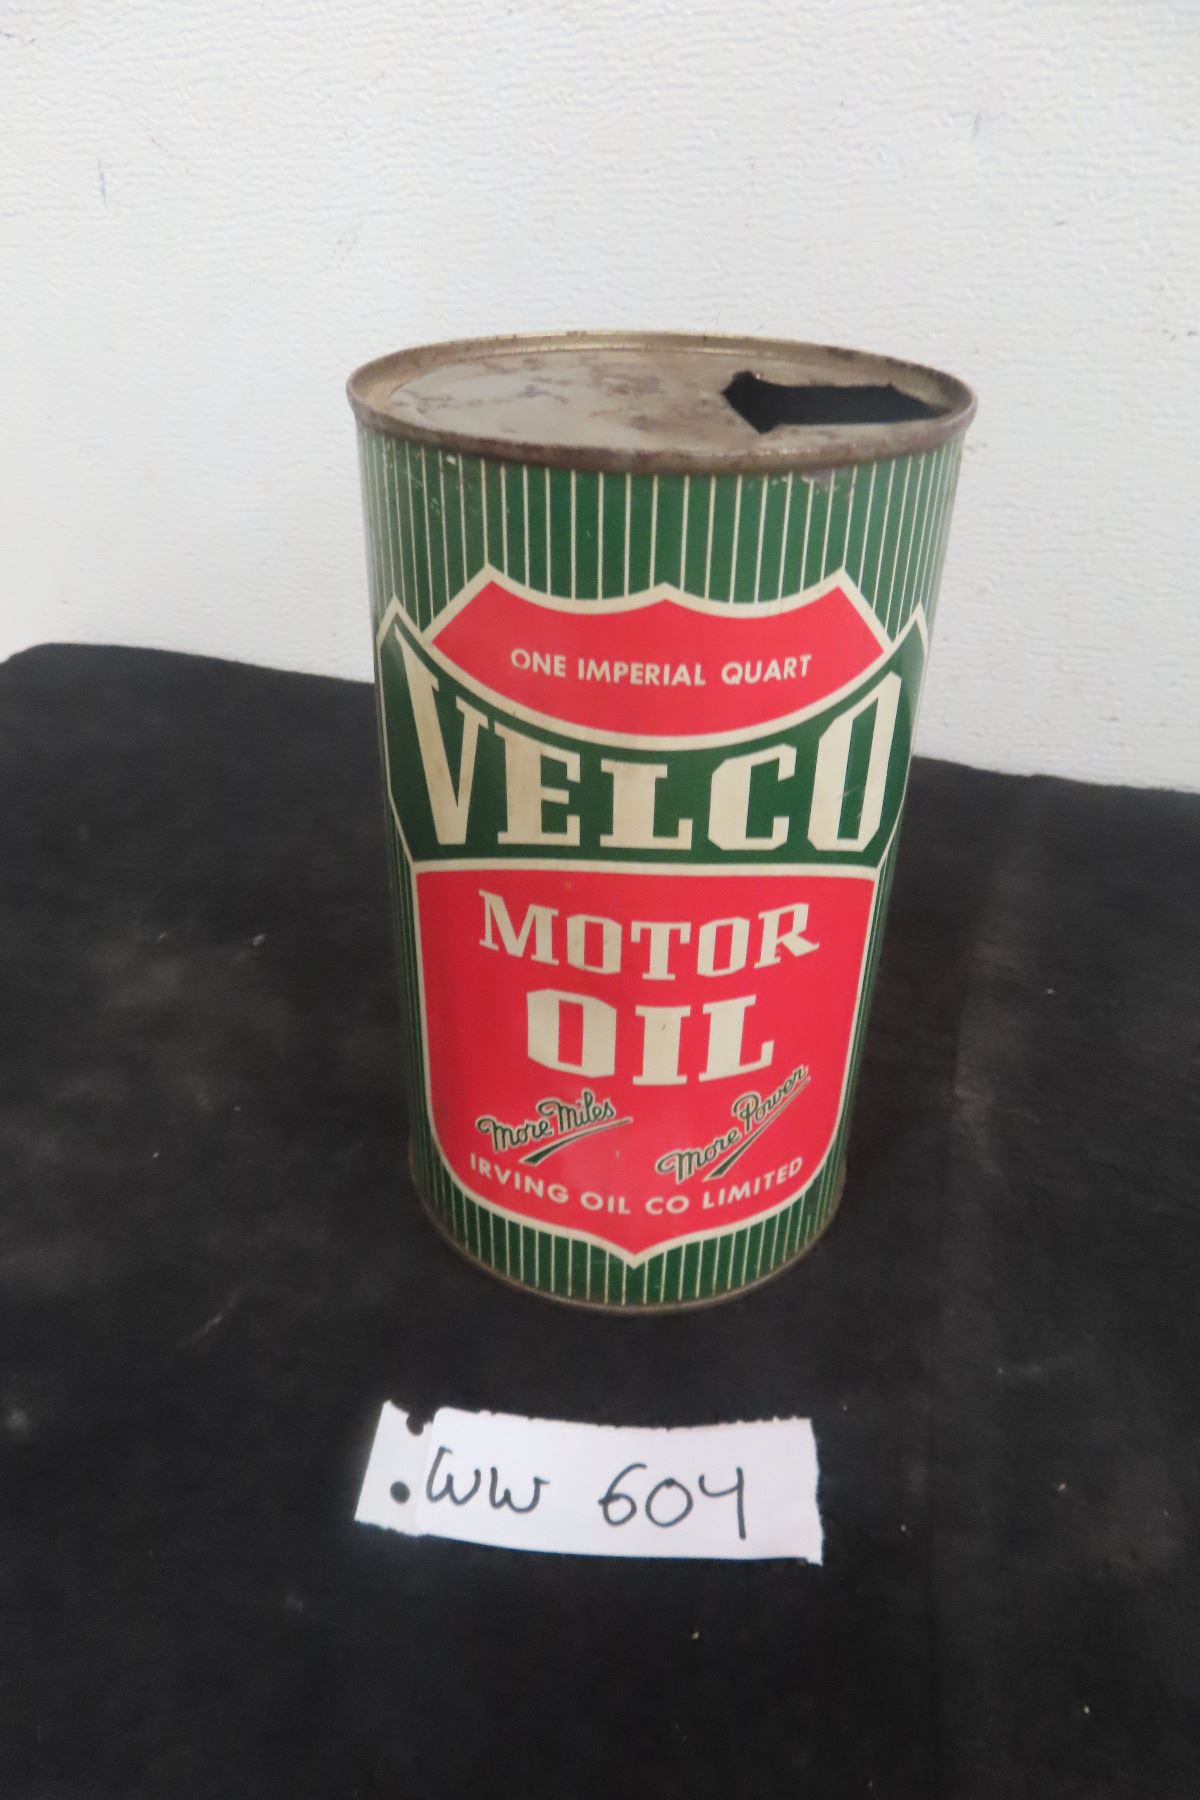 ONE IMPERIAL QUART
VELCO
MOTOR
OIL
More Miles
More Power
IRVING OIL CO LIMITED
WW 604